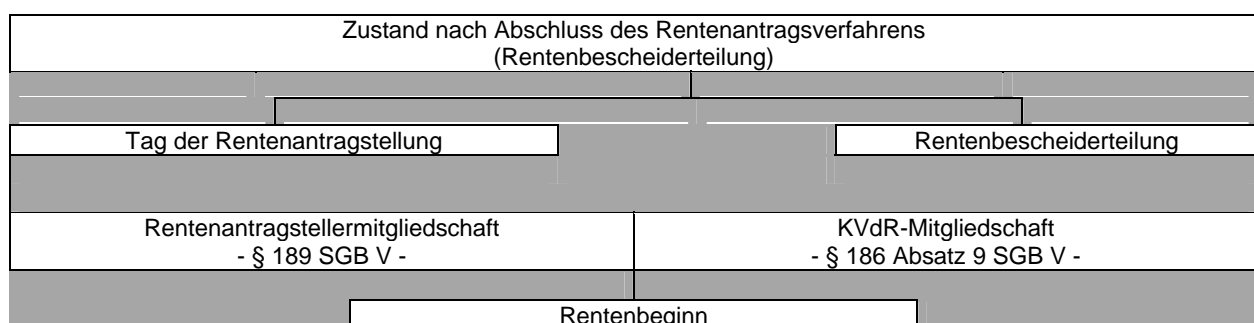 Zustand nach Abschluss des Rentenantragsverfahrens
(Rentenbescheiderteilung)
Tag der Rentenantragstellung
Rentenbescheiderteilung
Rentenantragstellermitgliedschaft
- § 189 SGB V -
KVdR-Mitgliedschaft
- § 186 Absatz 9 SGB V -
Rentenbeginn